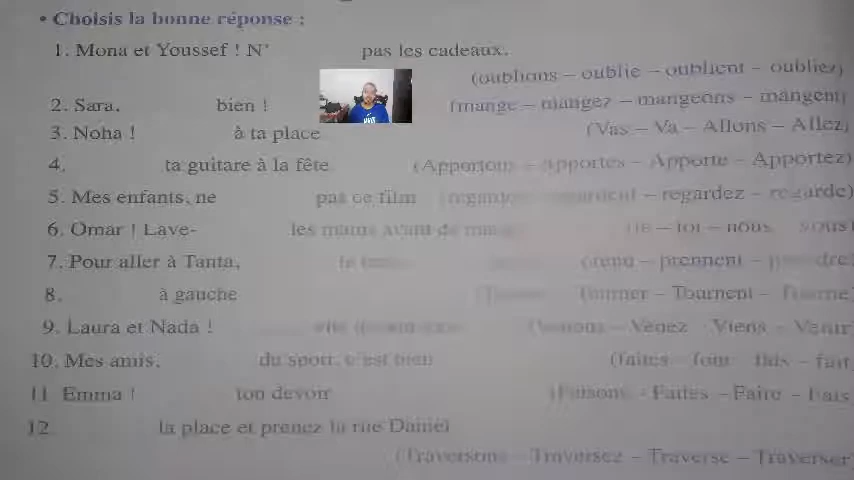 • Choisis la bonne réponse :
1. Mona et Youssef ! N' pas les cadeaux.
(oublions – oublie – oublient – oubliez)
2. Sara, bien ! (mange – mangez – mangeons – mangent)
3. Noha ! à ta place (Vas – Va – Allons – Allez)
4. ta guitare à la fête (Apportons – Apportes – Apporte – Apportez)
5. Mes enfants, ne pas ce film – regardez – regarde)
6. Omar ! Lave- les mains avant de – toi – nous vous)
7. Pour aller à Tanta, – prennent –
8. à gauche Tourner – Tournent – Tourne)
9. Laura et Nada ! – Venez Viens – Venir)
10. Mes amis, du sport, c'est bien (faites font fais – fait)
11 Emma ! ton devoir (Faisons – Faites – Faire – Fais
12. la place et prenez la rue Daniel
(Traversons – Traversez – Traverse – Traverser)